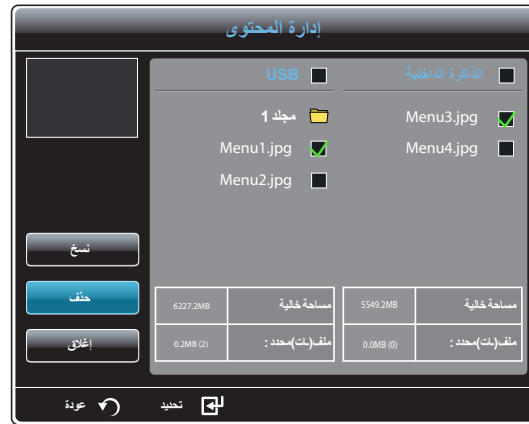 إدارة المحتوى
الذاكرة الداخلية
USB
Menu3.jpg
مجلد 1
Menu4.jpg
Menu1.jpg
Menu2.jpg
نسخ
حذف
إغلاق
مساحة خالية 5549.2MB
مساحة خالية 6227.2MB
ملف(ـات)محدد : 0.0MB (0)
ملف(ـات)محدد : 0.2MB (2)
تحديد
عودة